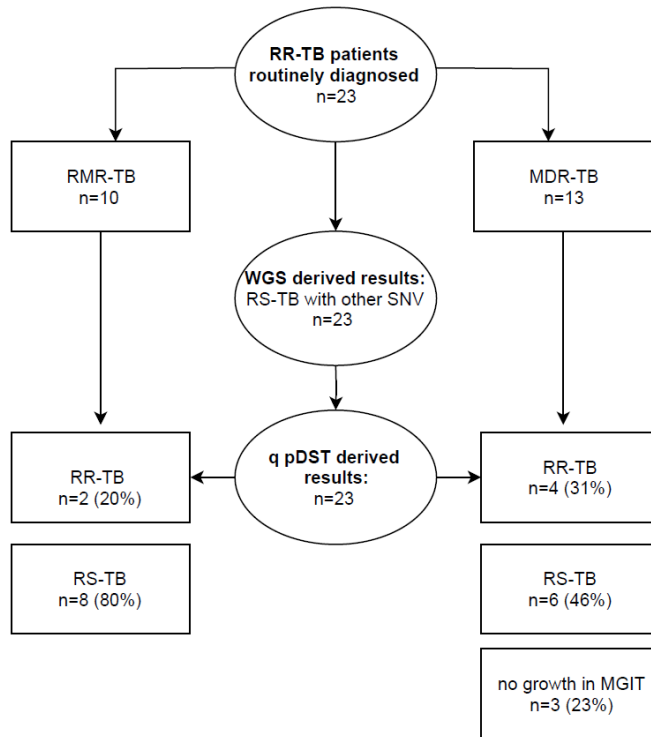 RR-TB patients
routinely diagnosed
n=23
RMR-TB
n=10
MDR-TB
n=13
WGS derived results:
RS-TB with other SNV
n=23
q pDST derived
results:
n=23
RR-TB
n=2 (20%)
RR-TB
n=4 (31%)
RS-TB
n=8 (80%)
RS-TB
n=6 (46%)
no growth in MGIT
n=3 (23%)